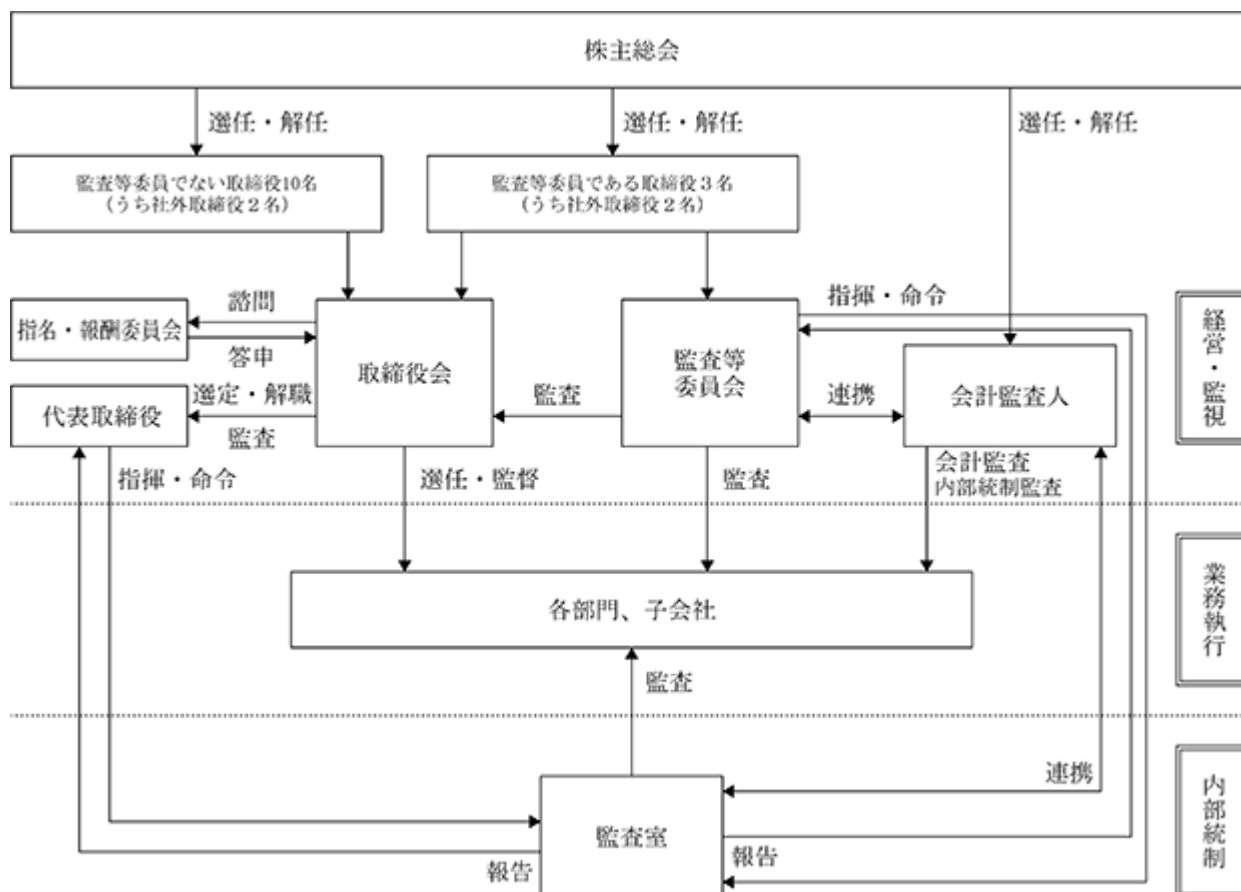 株主総会
選任・解任
選任・解任
選任・解任
監査等委員でない取締役10名
(うち社外取締役2名)
監査等委員である取締役3名
(うち社外取締役2名)
諮問
指揮・命令
指名・報酬委員会
答申
取締役会
監査等
委員会
会計監査人
経営・監視
選定・解職
監査
連携
代表取締役
監査
指揮・命令
選任・監督
監査
会計監査
内部統制監査
各部門、子会社
業務執行
監査
連携
監査室
内部統制
報告
報告